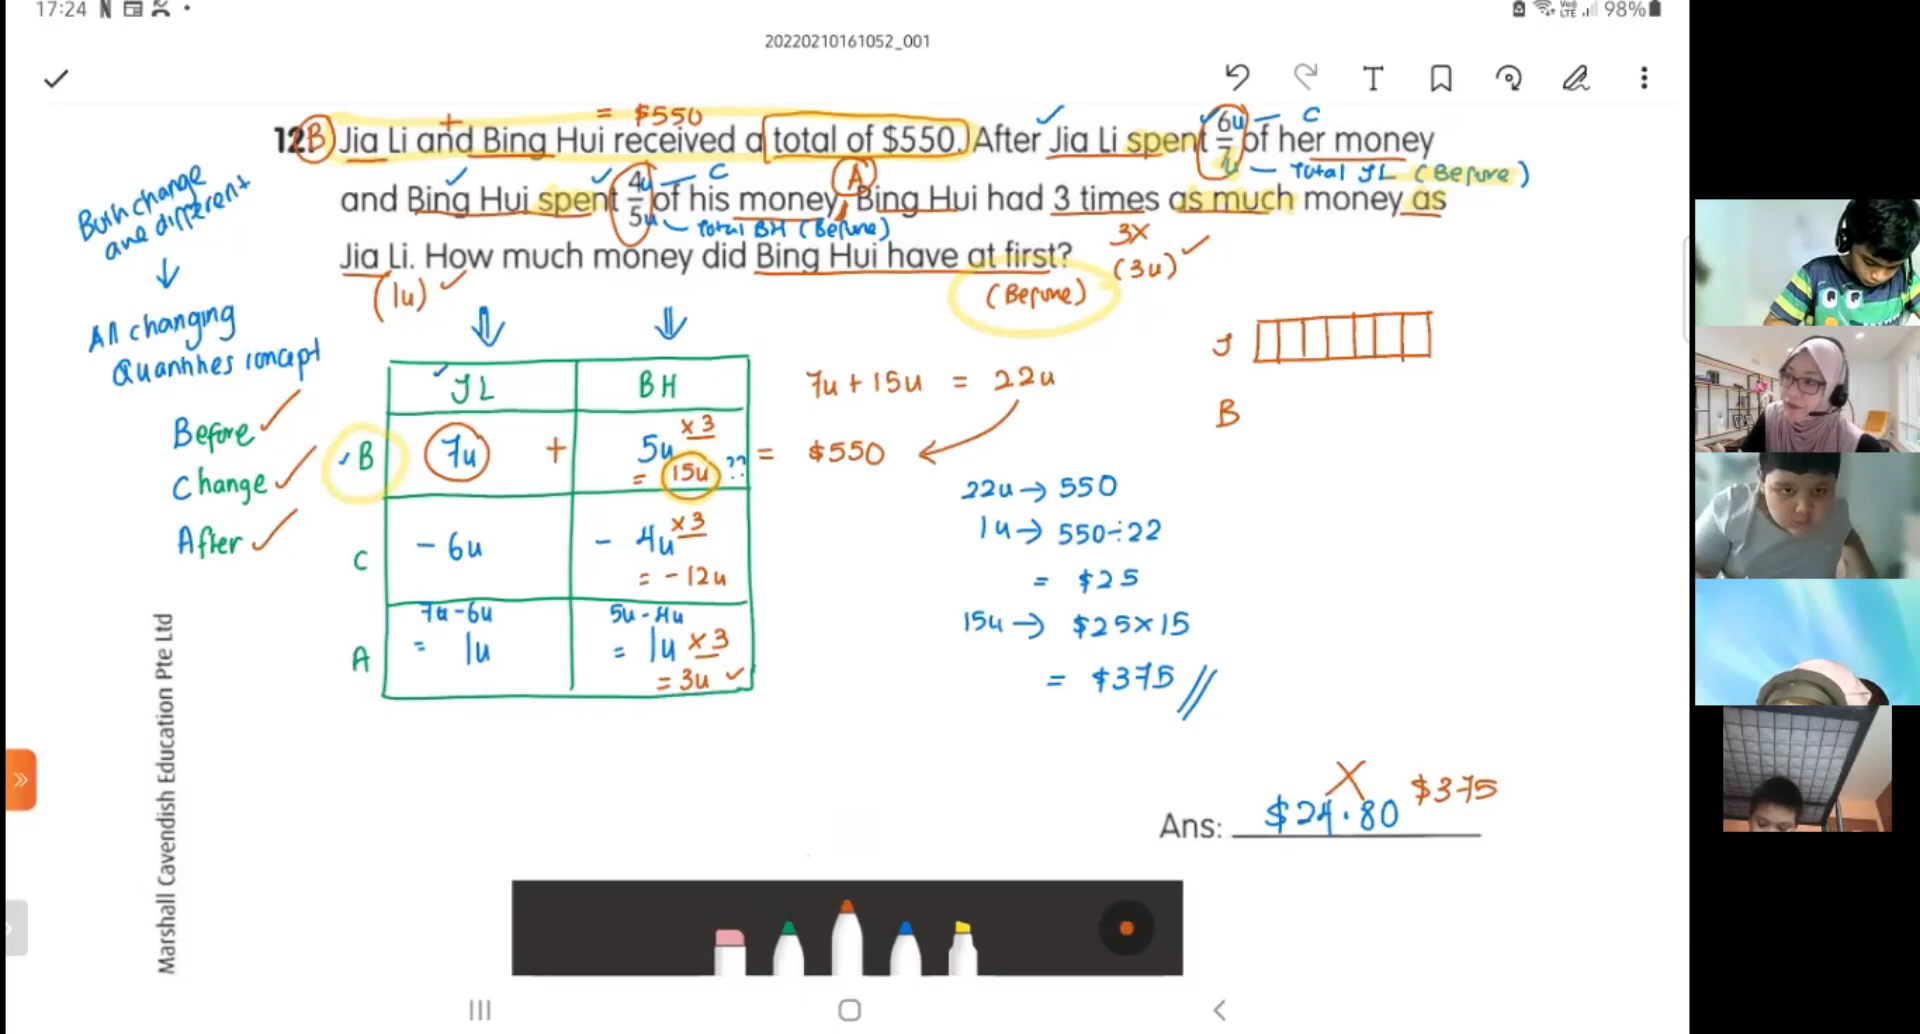 17:24
98%
20220210161052_001
= $550
+
12. B Jia Li and Bing Hui received a total of $550. After Jia Li spent 6u/7u of her money
C
Total JL (Before)
C
A
and Bing Hui spent 4u/5u of his money, Bing Hui had 3 times as much money as
Total BH (Before)
3x
(3u)
Jia Li. How much money did Bing Hui have at first?
(1u)
(Before)
Both change
are different
All changing
Quantities concept
Before
Change
After
JL BH
B 7u + 5u x3 = $550
= 15u ??
C - 6u - 4u x3
= -12u
7u-6u 5u-4u
A = 1u = 1u x3
= 3u
7u + 15u = 22u
22u → 550
1u → 550÷22
= $25
15u → $25×15
= $375
J
B
X
Ans: $24.80 $375
Marshall Cavendish Education Pte Ltd